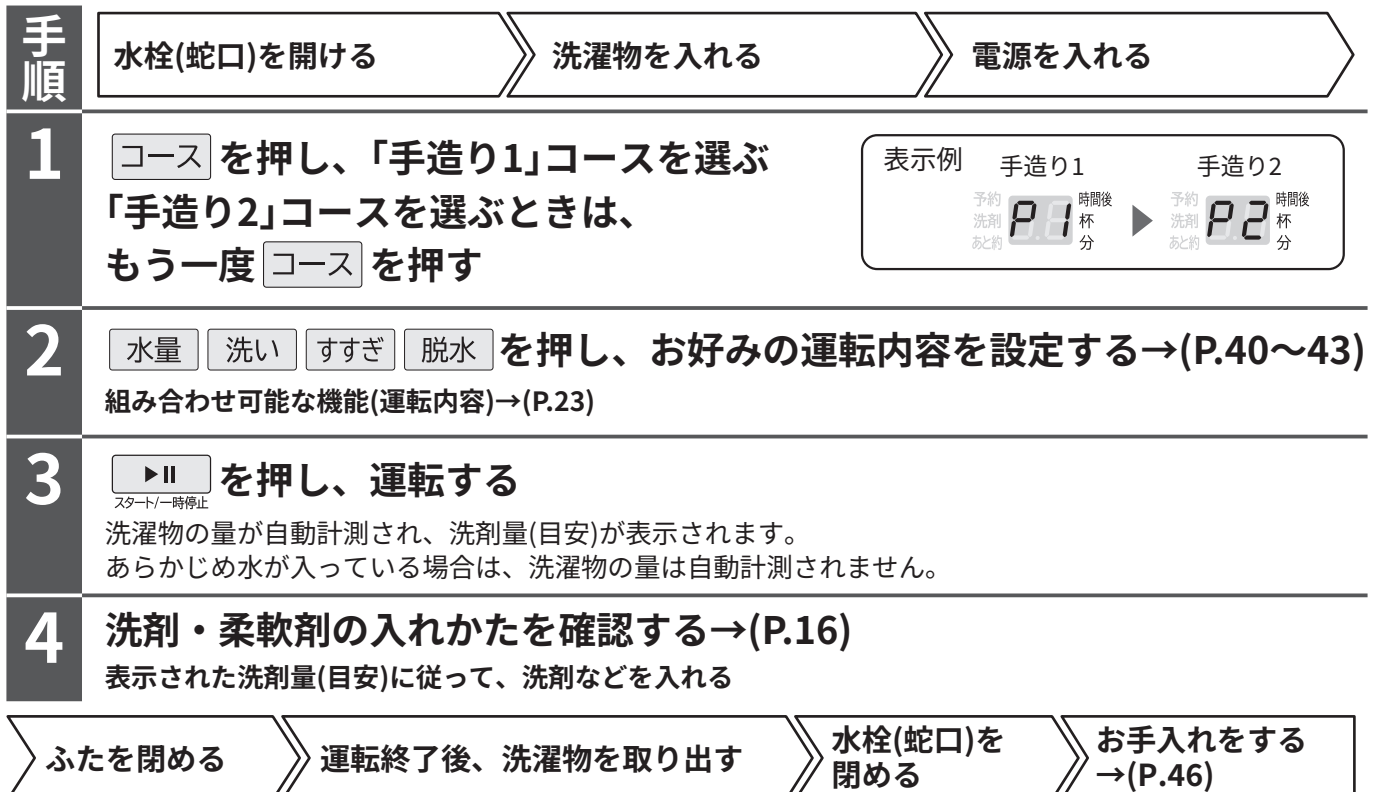 手順
水栓(蛇口)を開ける
洗濯物を入れる
電源を入れる
1
コース を押し、「手造り1」コースを選ぶ
「手造り2」コースを選ぶときは、
もう一度 コース を押す
表示例
手造り1
予約
洗剤
あと約
P1
時間後
杯
分
手造り2
予約
洗剤
あと約
P2
時間後
杯
分
2
水量 洗い すすぎ 脱水 を押し、お好みの運転内容を設定する→(P.40〜43)
組み合わせ可能な機能(運転内容)→(P.23)
3
▶II を押し、運転する
スタート/一時停止
洗濯物の量が自動計測され、洗剤量(目安)が表示されます。
あらかじめ水が入っている場合は、洗濯物の量は自動計測されません。
4
洗剤・柔軟剤の入れかたを確認する→(P.16)
表示された洗剤量(目安)に従って、洗剤などを入れる
ふたを閉める
運転終了後、洗濯物を取り出す
水栓(蛇口)を
閉める
お手入れをする
→(P.46)